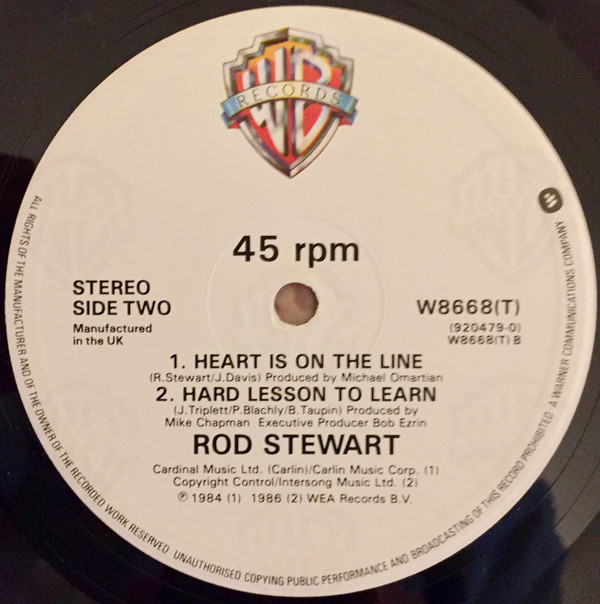 WB
RECORDS
45 rpm
STEREO
SIDE TWO
Manufactured
in the UK
W8668(T)
(920479-0)
W8668(T) B
1. HEART IS ON THE LINE
(R.Stewart/J.Davis) Produced by Michael Omartian
2. HARD LESSON TO LEARN
(J.Triplett/P.Blachly/B.Taupin) Produced by
Mike Chapman Executive Producer Bob Ezrin
ROD STEWART
Cardinal Music Ltd. (Carlin)/Carlin Music Corp. (1)
Copyright Control/Intersong Music Ltd. (2)
℗ 1984 (1) 1986 (2) WEA Records B.V.
ALL RIGHTS OF THE MANUFACTURER AND OF THE OWNER OF THE RECORDED WORK RESERVED UNAUTHORISED COPYING PUBLIC PERFORMANCE AND BROADCASTING OF THIS RECORD PROHIBITED A WARNER COMMUNICATIONS COMPANY